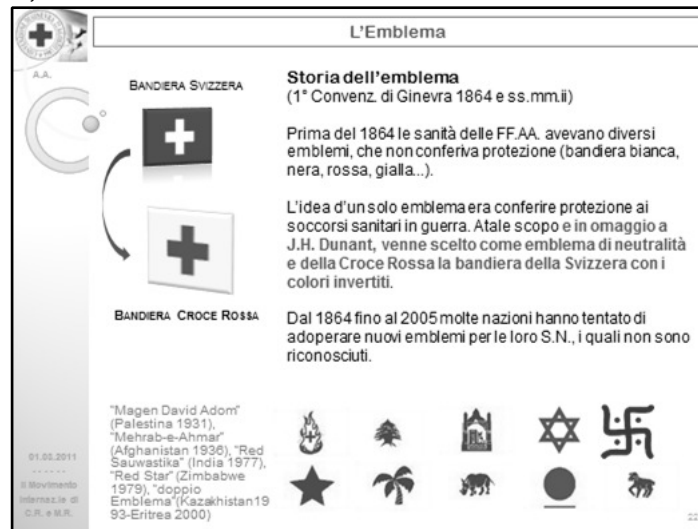 L'Emblema
A.A.
BANDIERA SVIZZERA
BANDIERA CROCE ROSSA
Storia dell'emblema
(1° Convenz. di Ginevra 1864 e ss.mm.ii)
Prima del 1864 le sanità delle FF.AA. avevano diversi
emblemi, che non conferiva protezione (bandiera bianca,
nera, rossa, gialla...).
L'idea d'un solo emblema era conferire protezione ai
soccorsi sanitari in guerra. Atale scopo e in omaggio a
J.H. Dunant, venne scelto come emblema di neutralità
e della Croce Rossa la bandiera della Svizzera con i
colori invertiti.
Dal 1864 fino al 2005 molte nazioni hanno tentato di
adoperare nuovi emblemi per le loro S.N., i quali non sono
riconosciuti.
"Magen David Adom"
(Palestina 1931),
"Mehrab-e-Ahmar"
(Afghanistan 1936), "Red
Sauwastika" (India 1977),
"Red Star" (Zimbabwe
1979), "doppio
Emblema"(Kazakhistan19
93-Eritrea 2000)
01.02.2011
------
Il Movimento
Internaz.le di
C.R. e M.R.